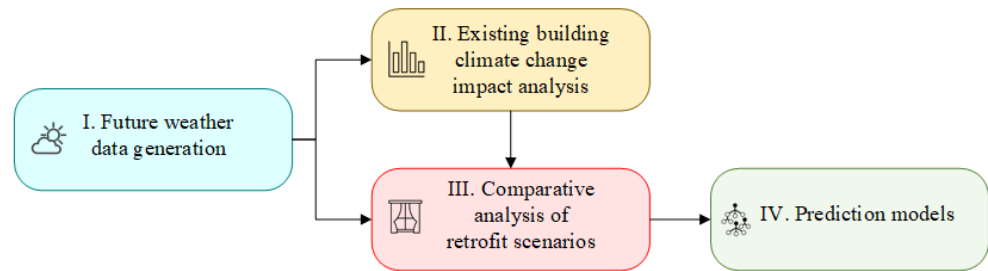 I. Future weather
data generation
II. Existing building
climate change
impact analysis
III. Comparative
analysis of
retrofit scenarios
IV. Prediction models